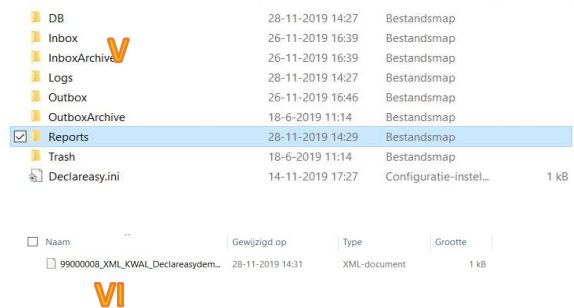 DB 28-11-2019 14:27 Bestandsmap
Inbox 26-11-2019 16:39 Bestandsmap
InboxArchive 26-11-2019 16:39 Bestandsmap
V
Logs 28-11-2019 14:27 Bestandsmap
Outbox 26-11-2019 16:46 Bestandsmap
OutboxArchive 18-6-2019 11:14 Bestandsmap
Reports 28-11-2019 14:29 Bestandsmap
Trash 18-6-2019 11:14 Bestandsmap
Declareasy.ini 14-11-2019 17:27 Configuratie-instel... 1 kB
Naam Gewijzigd op Type Grootte
99000008_XML_KWAL_Declareasydem... 28-11-2019 14:31 XML-document 1 kB
VI